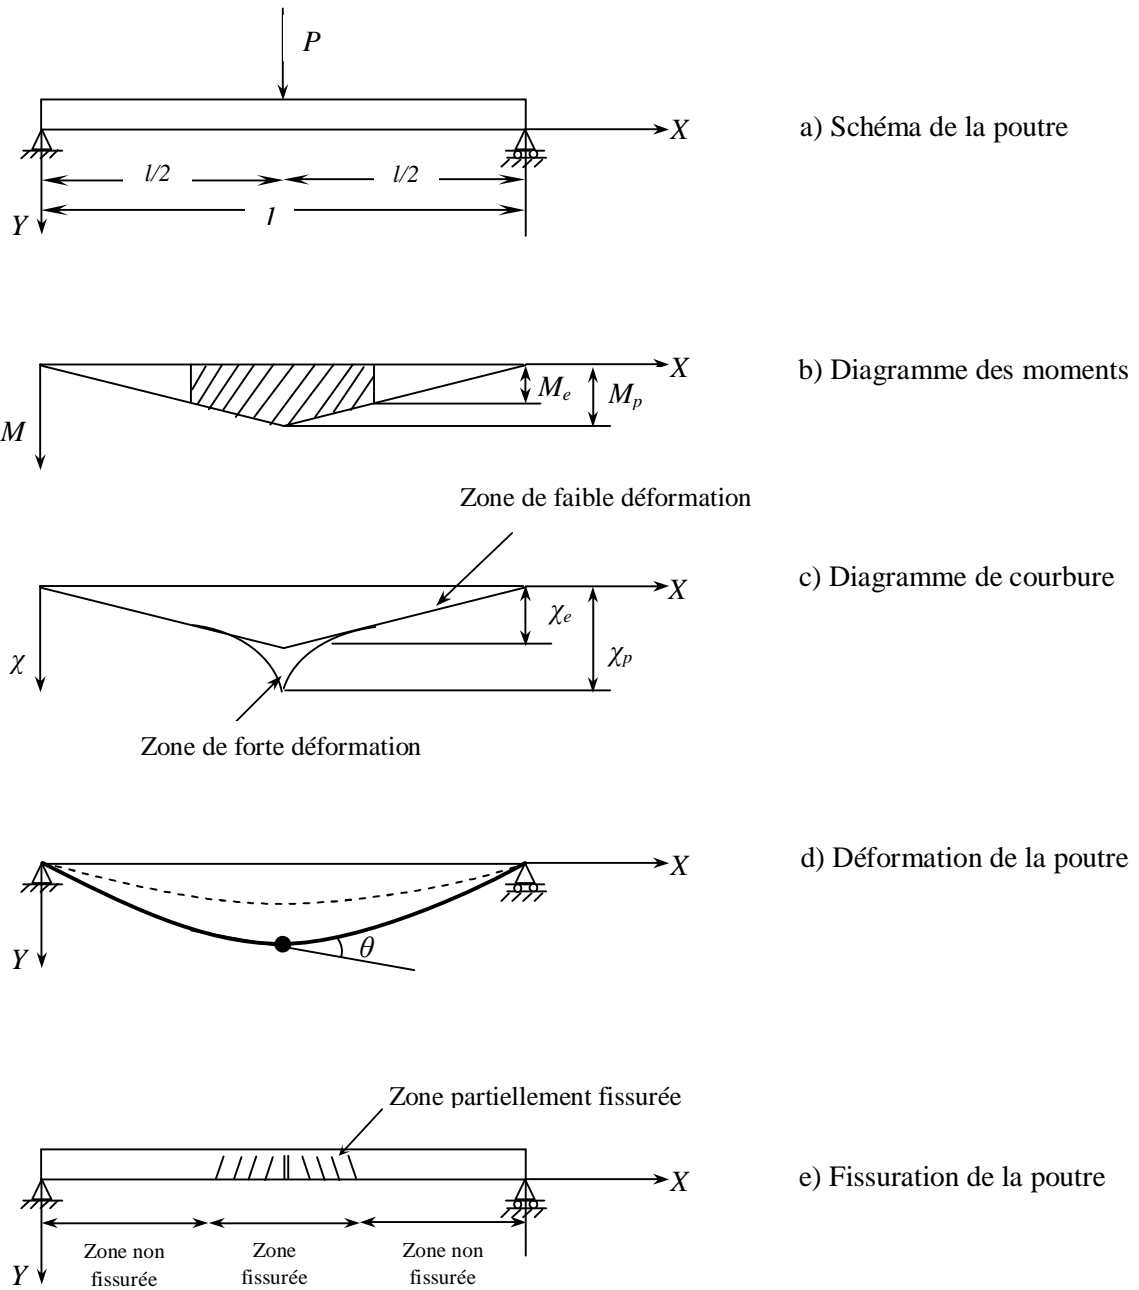 P
X
a) Schéma de la poutre
l/2
l/2
l
Y
X
b) Diagramme des moments
M
Me
Mp
Zone de faible déformation
X
c) Diagramme de courbure
χ
χe
χp
Zone de forte déformation
X
d) Déformation de la poutre
Y
θ
Zone partiellement fissurée
X
e) Fissuration de la poutre
Zone non
fissurée
Zone
fissurée
Zone non
fissurée
Y